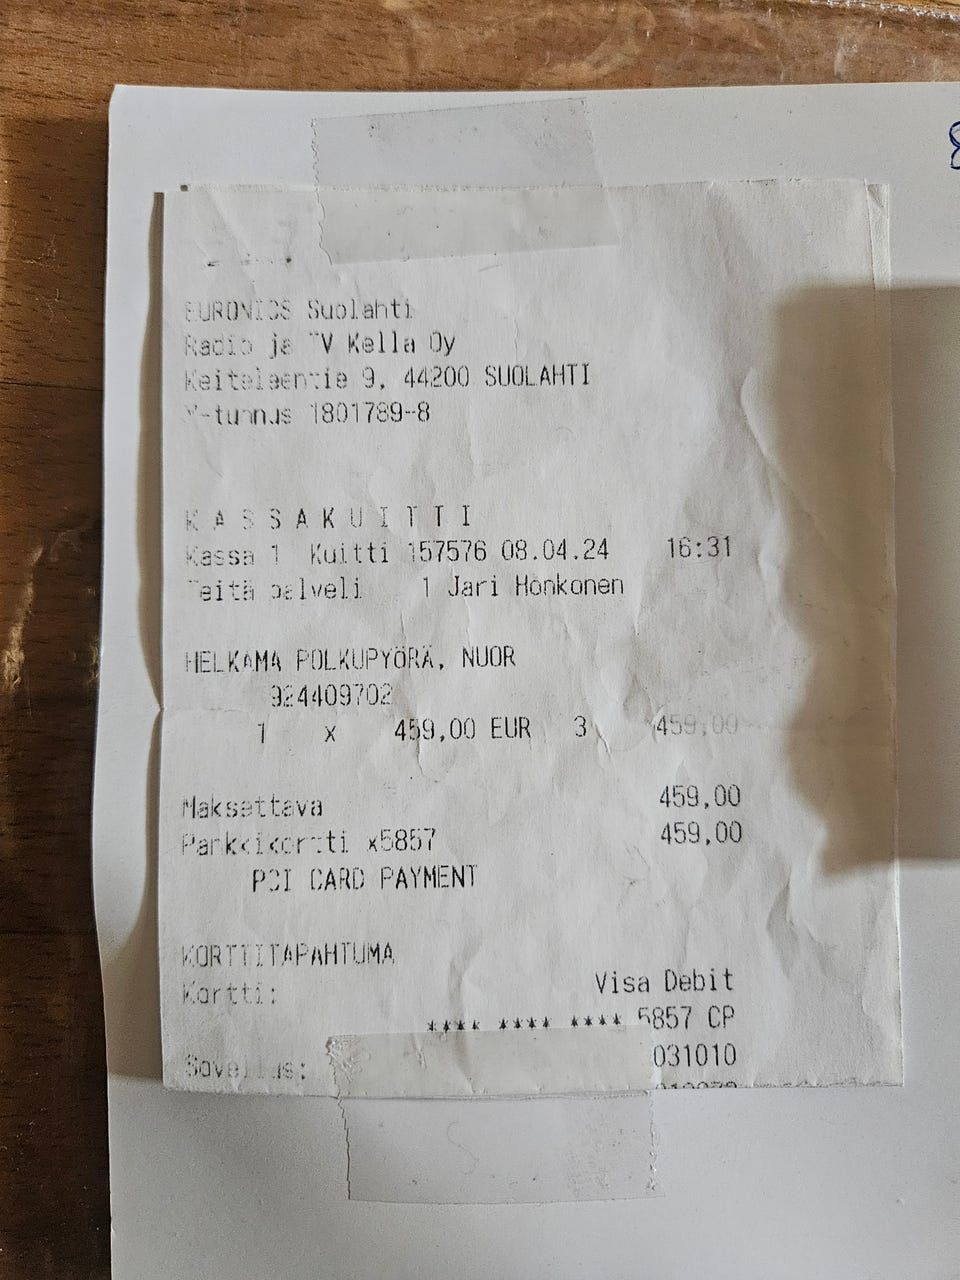 EURONICS Suolahti
Radio ja TV Kella Oy
Keiteleentie 9, 44200 SUOLAHTI
Y-tunnus 1801789-8
K A S S A K U I T T I
Kassa 1 Kuitti 157576 08.04.24 16:31
Teitä palveli 1 Jari Honkonen
HELKAMA POLKUPYÖRÄ, NUOR
924409702
1 x 459,00 EUR 3 459,00
Maksettava 459,00
Pankkikortti x5857 459,00
PCI CARD PAYMENT
KORTTITAPAHTUMA
Kortti: Visa Debit
**** **** **** 5857 CP
Sovellus: 031010